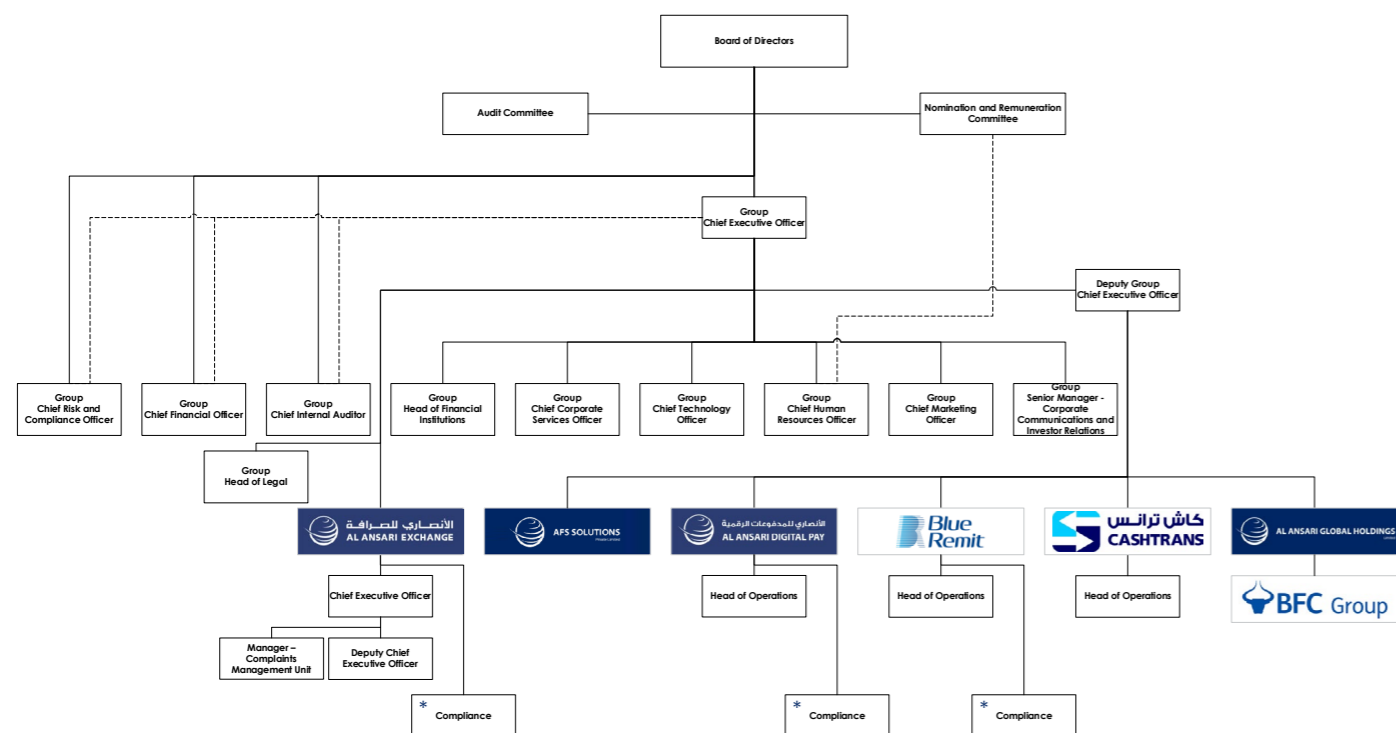 Board of Directors
Audit Committee
Nomination and Remuneration
Committee
Group
Chief Executive Officer
Deputy Group
Chief Executive Officer
Group
Chief Risk and
Compliance Officer
Group
Chief Financial Officer
Group
Chief Internal Auditor
Group
Head of Financial
Institutions
Group
Chief Corporate
Services Officer
Group
Chief Technology
Officer
Group
Chief Human
Resources Officer
Group
Chief Marketing
Officer
Group
Senior Manager -
Corporate
Communications and
Investor Relations
Group
Head of Legal
الأنصاري للصرافة
AL ANSARI EXCHANGE
AFS SOLUTIONS
الأنصاري للمدفوعات الرقمية
AL ANSARI DIGITAL PAY
Blue
Remit
كاش ترانس
CASHTRANS
AL ANSARI GLOBAL HOLDINGS
Chief Executive Officer
Head of Operations
Head of Operations
Head of Operations
BFC Group
Manager –
Complaints
Management Unit
Deputy Chief
Executive Officer
* Compliance
* Compliance
* Compliance